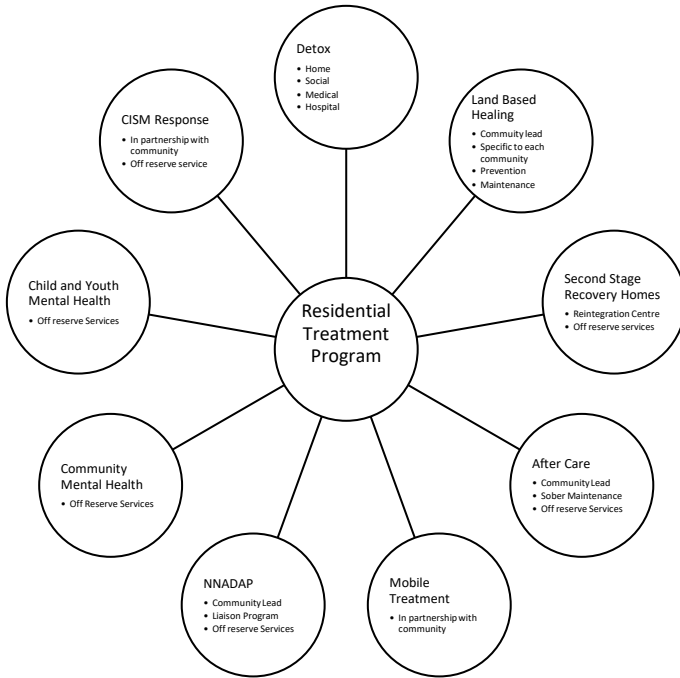 Detox
• Home
• Social
• Medical
• Hospital
Land Based
Healing
• Commuity lead
• Specific to each
community
• Prevention
• Maintenance
Second Stage
Recovery Homes
• Reintegration Centre
• Off reserve services
After Care
• Community Lead
• Sober Maintenance
• Off reserve Services
Mobile
Treatment
• In partnership with
community
NNADAP
• Community Lead
• Liaison Program
• Off reserve Services
Community
Mental Health
• Off Reserve Services
Child and Youth
Mental Health
• Off reserve Services
CISM Response
• In partnership with
community
• Off reserve service
Residential
Treatment
Program